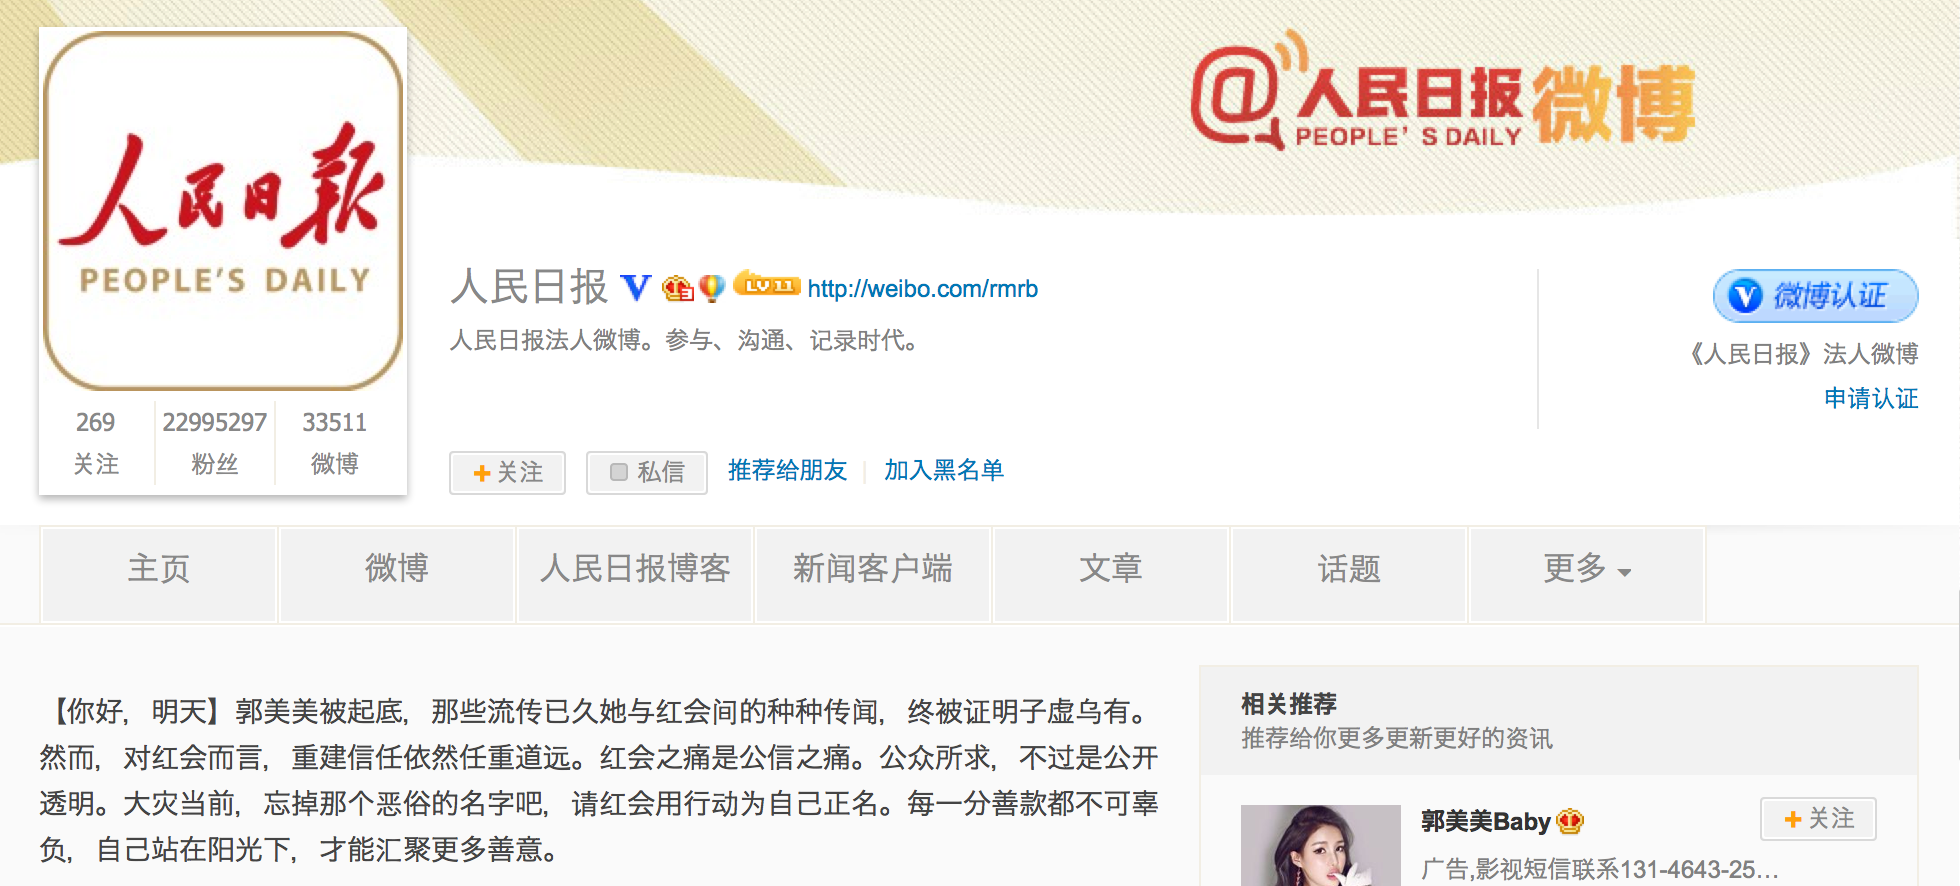 人民日報
PEOPLE'S DAILY
@人民日报微博
PEOPLE'S DAILY
人民日报 V LV 11 http://weibo.com/rmrb
人民日报法人微博。参与、沟通、记录时代。
V 微博认证
《人民日报》法人微博
申请认证
269 22995297 33511
关注 粉丝 微博
+关注 私信 推荐给朋友 加入黑名单
主页 微博 人民日报博客 新闻客户端 文章 话题 更多
【你好，明天】郭美美被起底，那些流传已久她与红会间的种种传闻，终被证明子虚乌有。
然而，对红会而言，重建信任依然任重道远。红会之痛是公信之痛。公众所求，不过是公开
透明。大灾当前，忘掉那个恶俗的名字吧，请红会用行动为自己正名。每一分善款都不可辜
负，自己站在阳光下，才能汇聚更多善意。
相关推荐
推荐给你更多更新更好的资讯
郭美美Baby +关注
广告,影视短信联系131-4643-25...